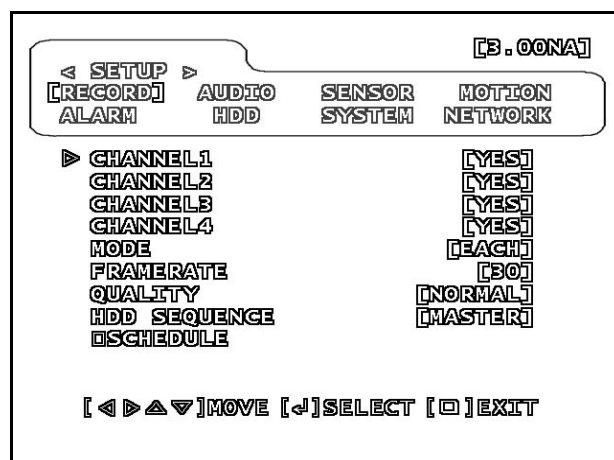 [3.00NA]
< SETUP >
[RECORD] AUDIO SENSOR MOTION
ALARM HDD SYSTEM NETWORK
▷ CHANNEL1 [YES]
CHANNEL2 [YES]
CHANNEL3 [YES]
CHANNEL4 [YES]
MODE [EACH]
FRAMERATE [30]
QUALITY [NORMAL]
HDD SEQUENCE [MASTER]
□SCHEDULE
[◁▷△▽]MOVE [↵]SELECT [□]EXIT